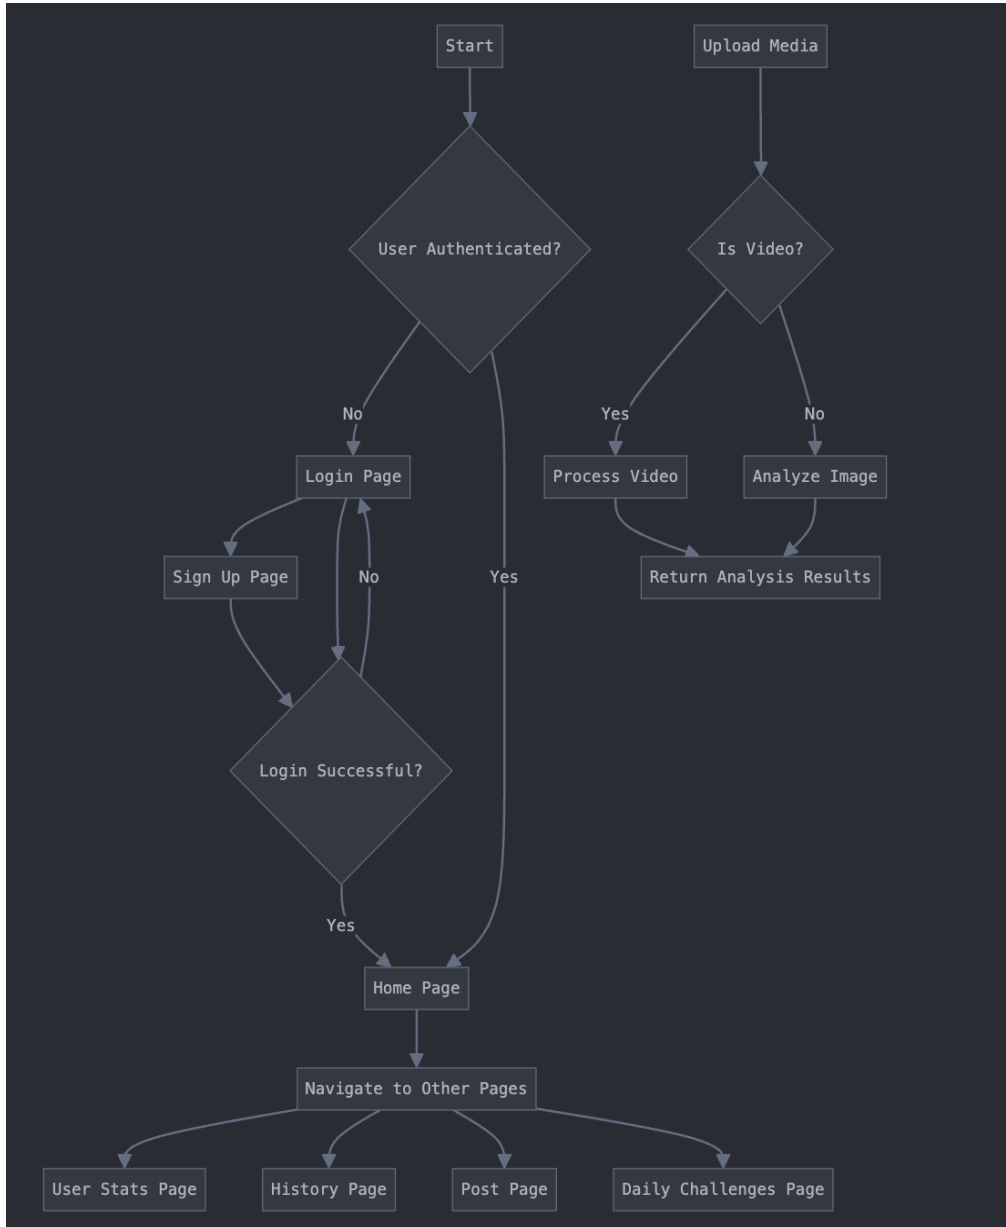 Start
Upload Media
User Authenticated?
Is Video?
No
Yes
No
Login Page
Process Video
Analyze Image
Sign Up Page
No
Yes
Return Analysis Results
Login Successful?
Yes
Home Page
Navigate to Other Pages
User Stats Page
History Page
Post Page
Daily Challenges Page